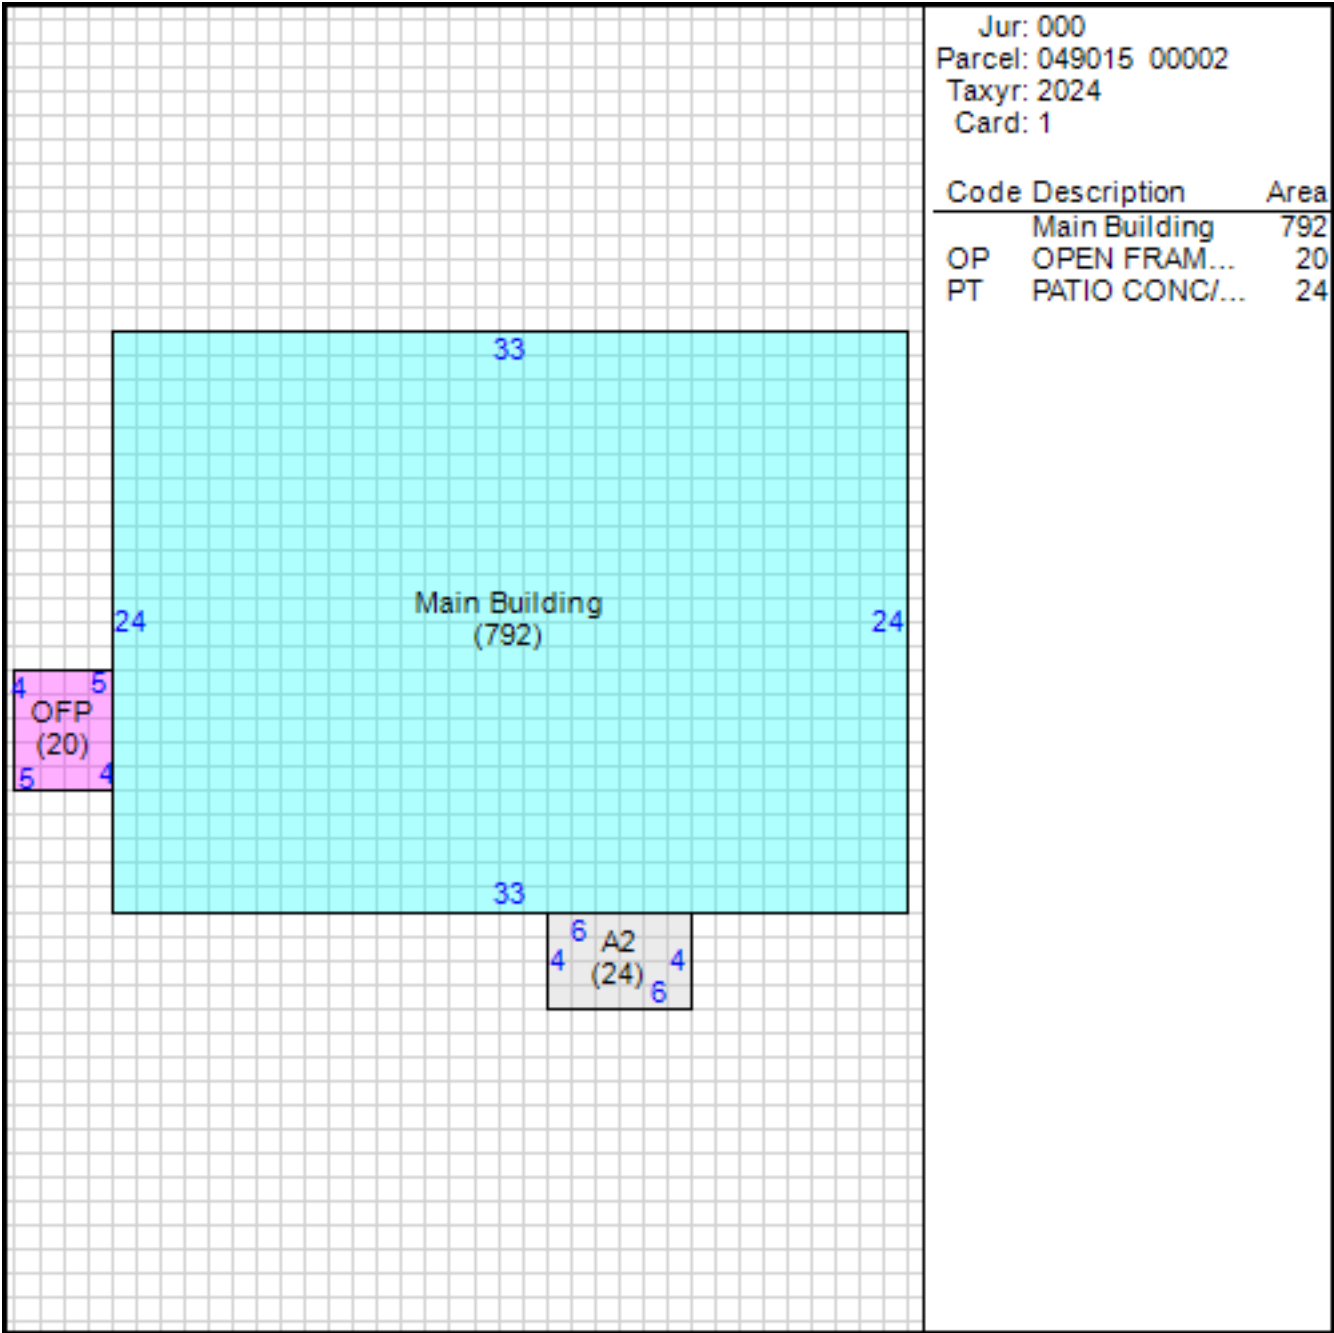 Jur: 000
Parcel: 049015 00002
Taxyr: 2024
Card: 1
Code Description Area
Main Building 792
OP OPEN FRAM... 20
PT PATIO CONC/... 24
33
Main Building
(792)
24
24
4
5
OFP
(20)
5
4
33
6
A2
4
4
(24)
6